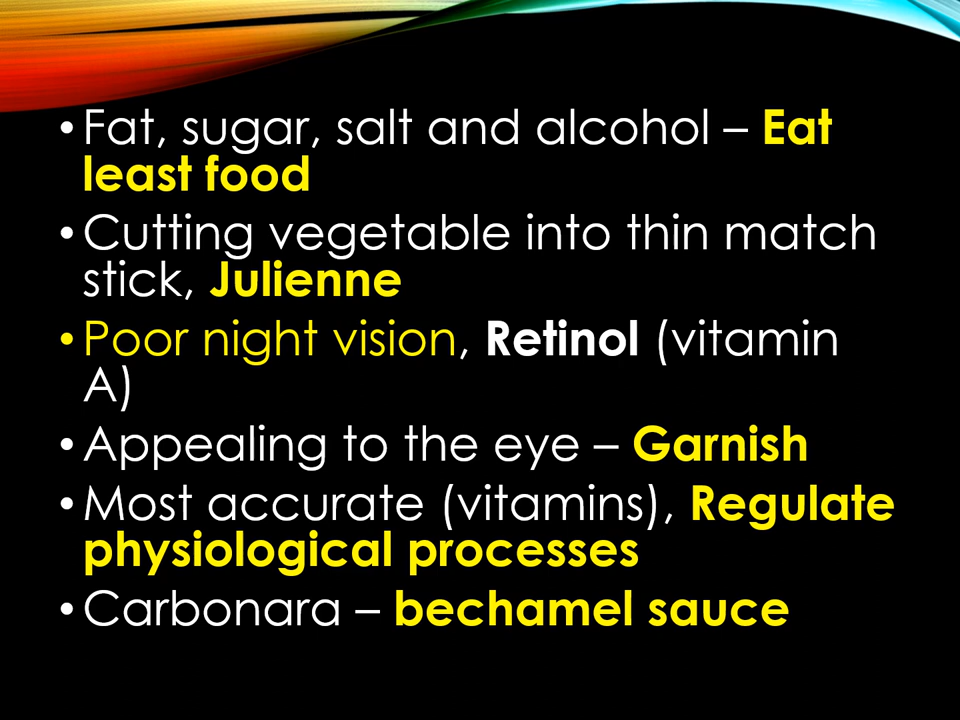 • Fat, sugar, salt and alcohol – Eat
least food
• Cutting vegetable into thin match
stick, Julienne
• Poor night vision, Retinol (vitamin
A)
• Appealing to the eye – Garnish
• Most accurate (vitamins), Regulate
physiological processes
• Carbonara – bechamel sauce